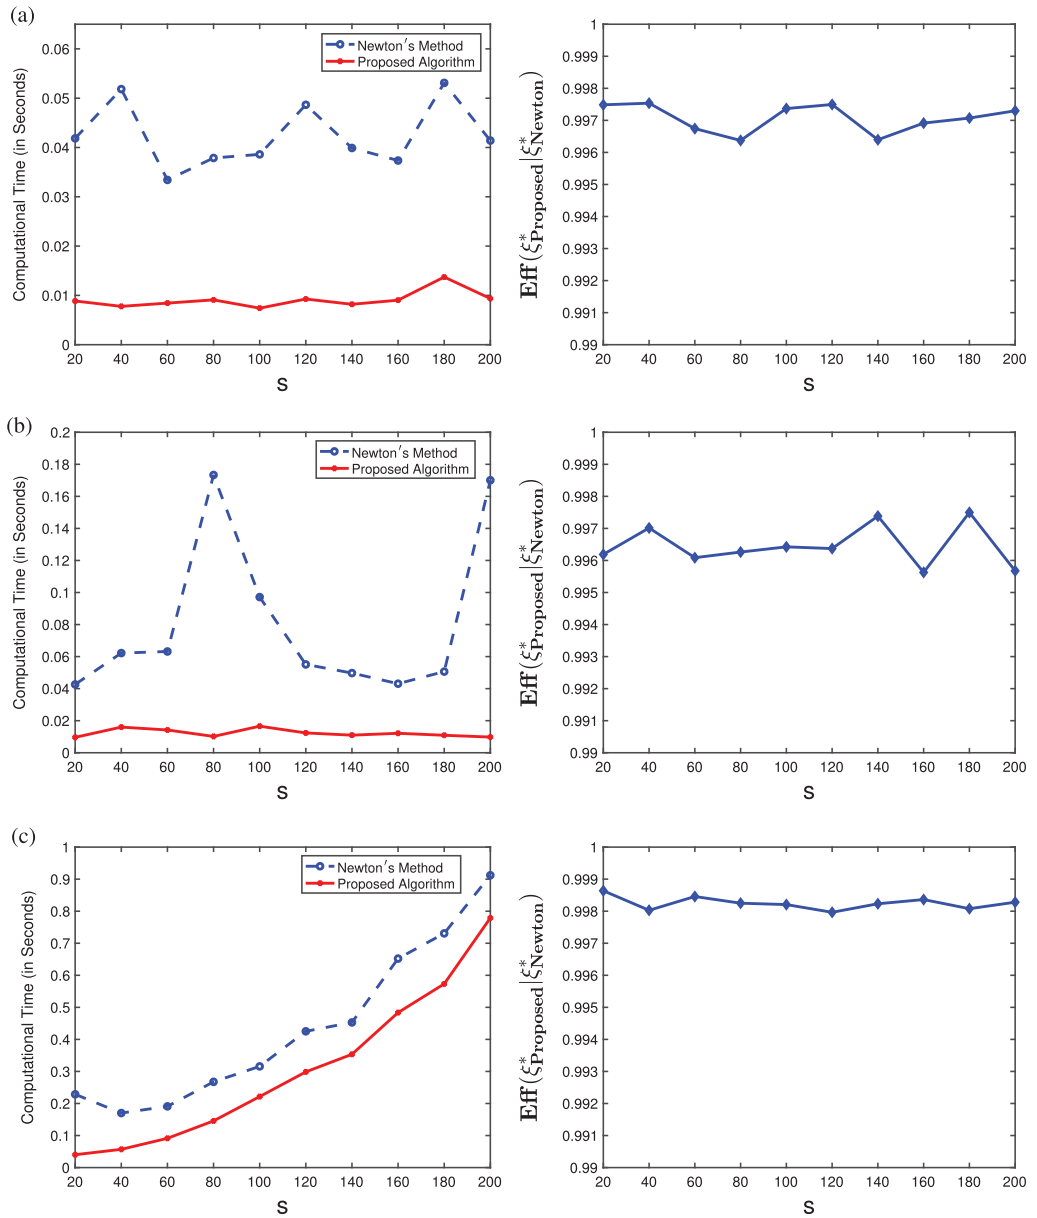 (a)
0.06
0.05
0.04
0.03
0.02
0.01
0
Computational Time (in Seconds)
Newton's Method
Proposed Algorithm
20 40 60 80 100 120 140 160 180 200
S
1
0.999
0.998
0.997
0.996
0.995
0.994
0.993
0.992
0.991
0.99
Eff(ξ*Proposed|ξ*Newton)
20 40 60 80 100 120 140 160 180 200
S
(b)
0.2
0.18
0.16
0.14
0.12
0.1
0.08
0.06
0.04
0.02
0
Computational Time (in Seconds)
Newton's Method
Proposed Algorithm
20 40 60 80 100 120 140 160 180 200
S
1
0.999
0.998
0.997
0.996
0.995
0.994
0.993
0.992
0.991
0.99
Eff(ξ*Proposed|ξ*Newton)
20 40 60 80 100 120 140 160 180 200
S
(c)
1
0.9
0.8
0.7
0.6
0.5
0.4
0.3
0.2
0.1
0
Computational Time (in Seconds)
Newton's Method
Proposed Algorithm
20 40 60 80 100 120 140 160 180 200
S
1
0.999
0.998
0.997
0.996
0.995
0.994
0.993
0.992
0.991
0.99
Eff(ξ*Proposed|ξ*Newton)
20 40 60 80 100 120 140 160 180 200
S